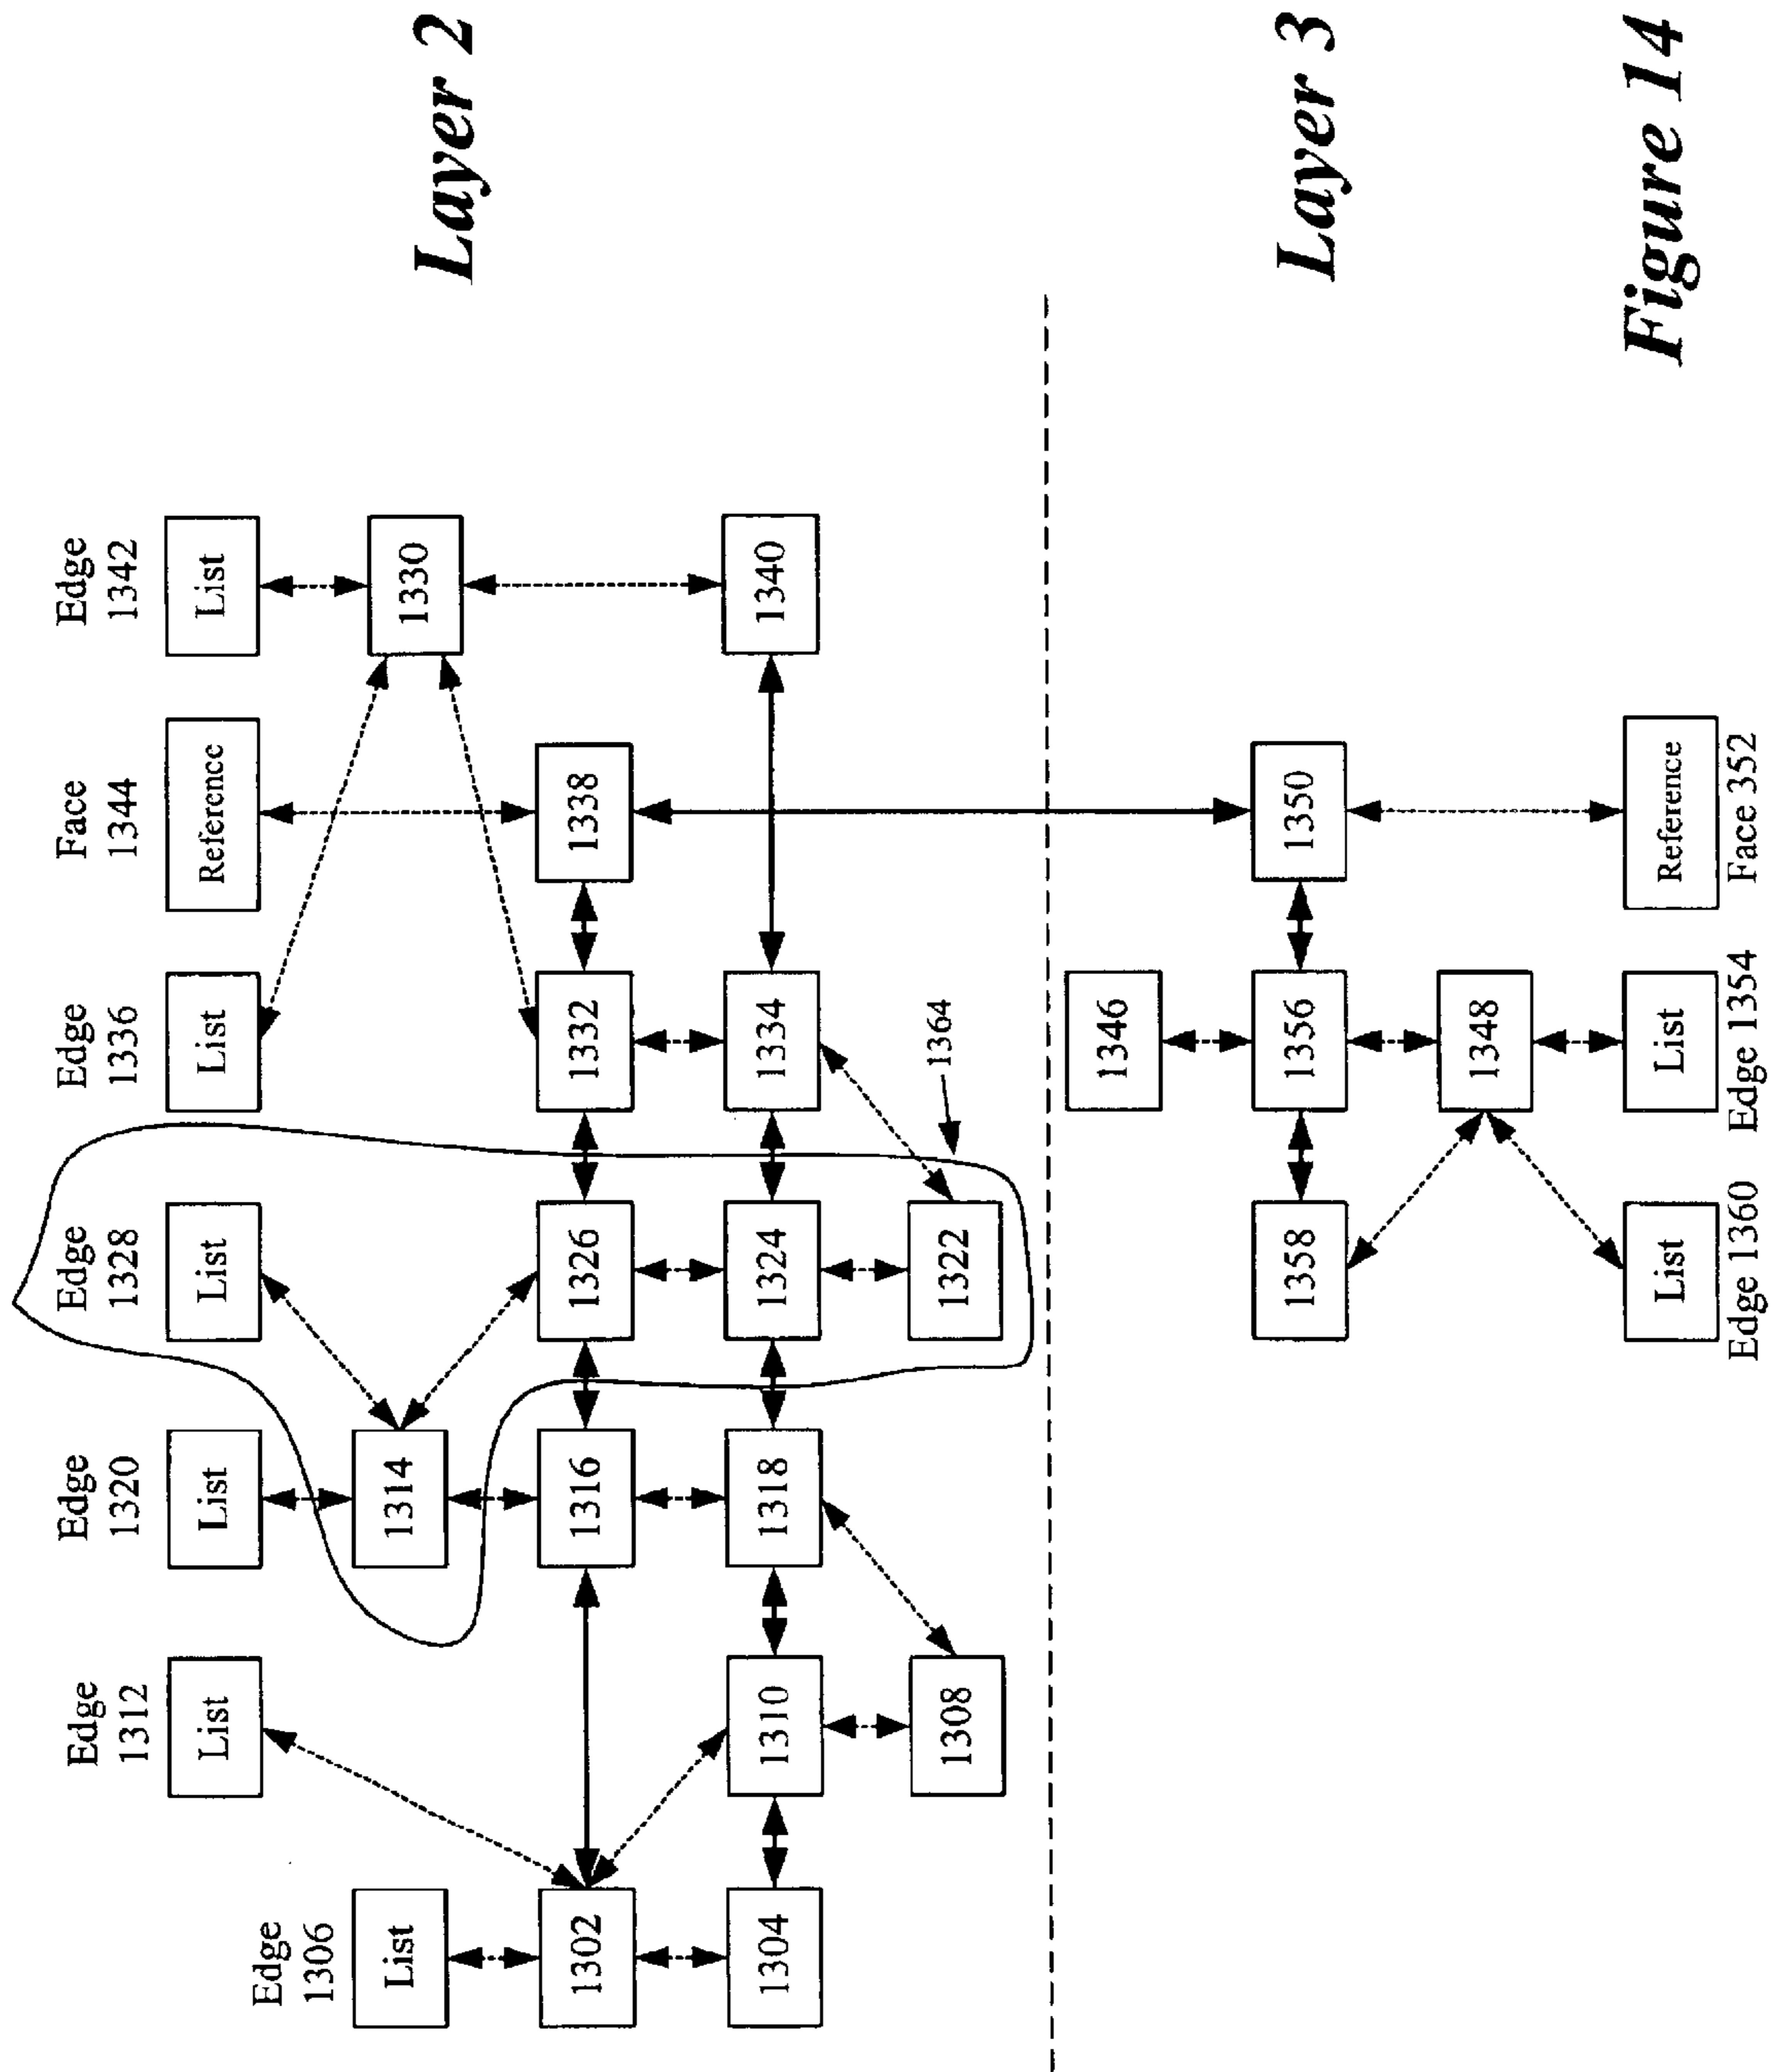 Edge
1306
Edge
1312
Edge
1320
Edge
1328
Edge
1336
Face
1344
Edge
1342
List
List
List
List
Reference
List
List
1314
1330
Layer 2
1302
1316
1326
1332
1338
1304
1310
1318
1324
1334
1340
1308
1322
1364
1346
1358
1356
1350
Layer 3
1348
List
List
Reference
Edge 1360
Edge 1354
Face 352
Figure 14